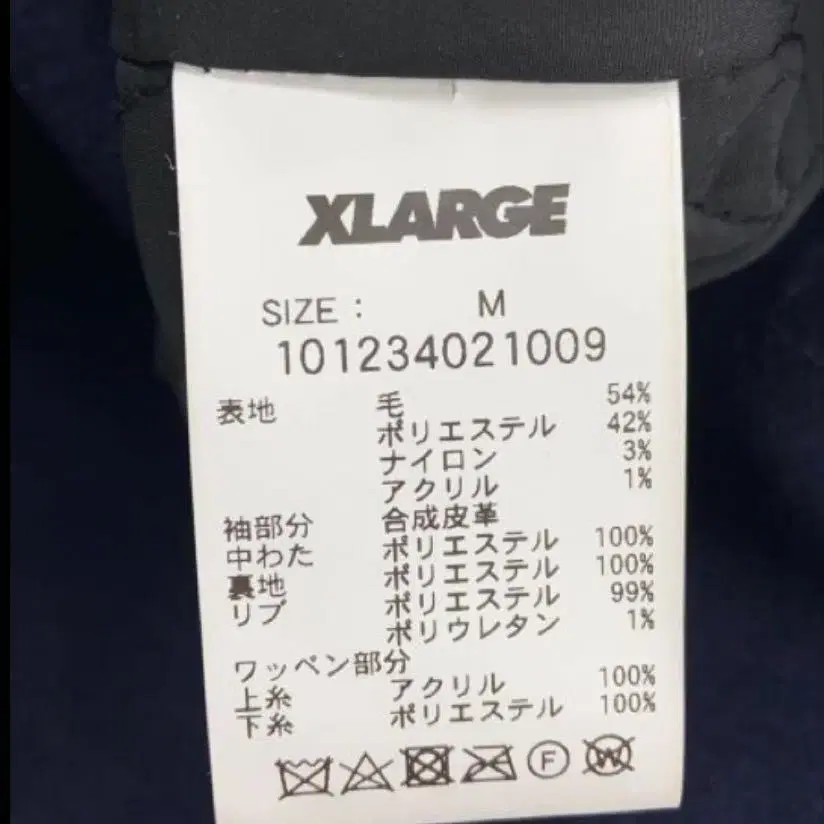 XLARGE
SIZE： M
101234021009
表地 毛 54%
ポリエステル 42%
ナイロン 3%
アクリル 1%
袖部分 合成皮革
中わた ポリエステル 100%
裏地 ポリエステル 100%
リブ ポリエステル 99%
ポリウレタン 1%
ワッペン部分
上糸 アクリル 100%
下糸 ポリエステル 100%
F W